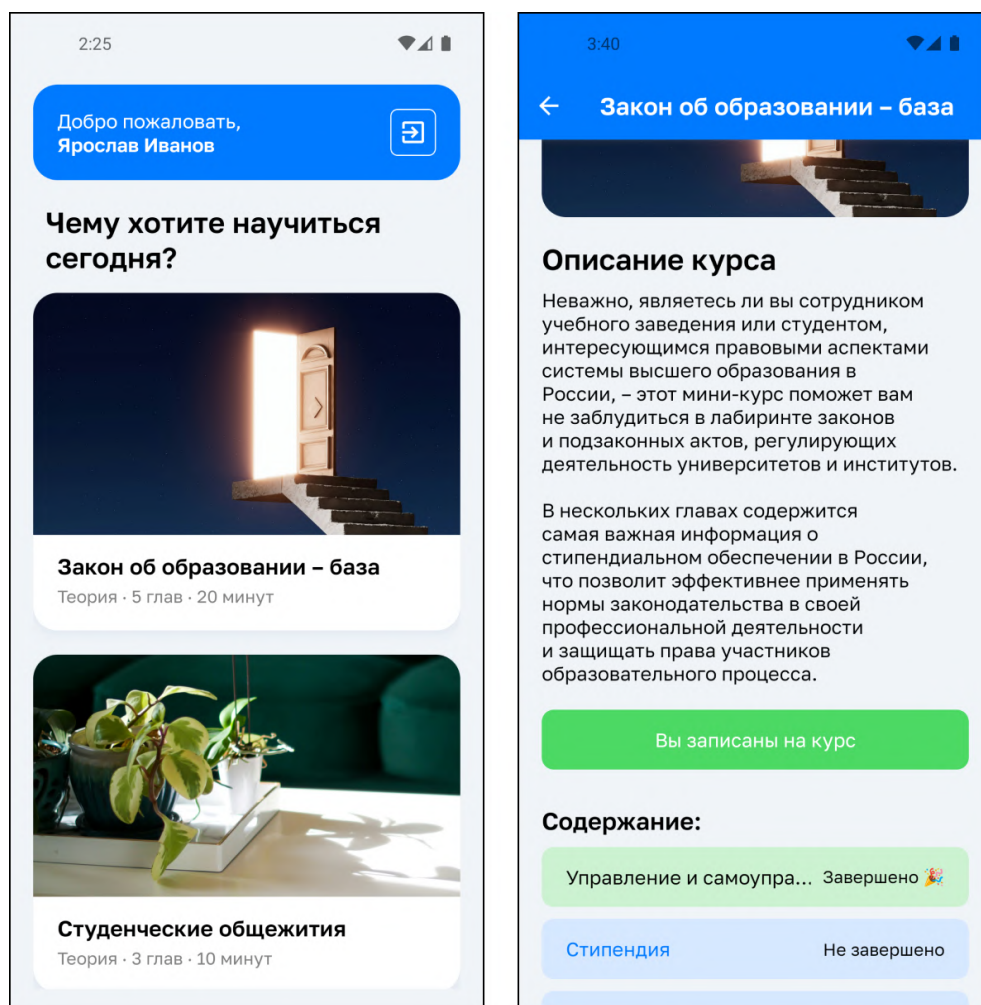 2:25
Добро пожаловать,
Ярослав Иванов
Чему хотите научиться
сегодня?
Закон об образовании – база
Теория · 5 глав · 20 минут
Студенческие общежития
Теория · 3 глав · 10 минут
3:40
Закон об образовании – база
Описание курса
Неважно, являетесь ли вы сотрудником
учебного заведения или студентом,
интересующимся правовыми аспектами
системы высшего образования в
России, – этот мини-курс поможет вам
не заблудиться в лабиринте законов
и подзаконных актов, регулирующих
деятельность университетов и институтов.
В нескольких главах содержится
самая важная информация о
стипендиальном обеспечении в России,
что позволит эффективнее применять
нормы законодательства в своей
профессиональной деятельности
и защищать права участников
образовательного процесса.
Вы записаны на курс
Содержание:
Управление и самоупра... Завершено 🎉
Стипендия Не завершено